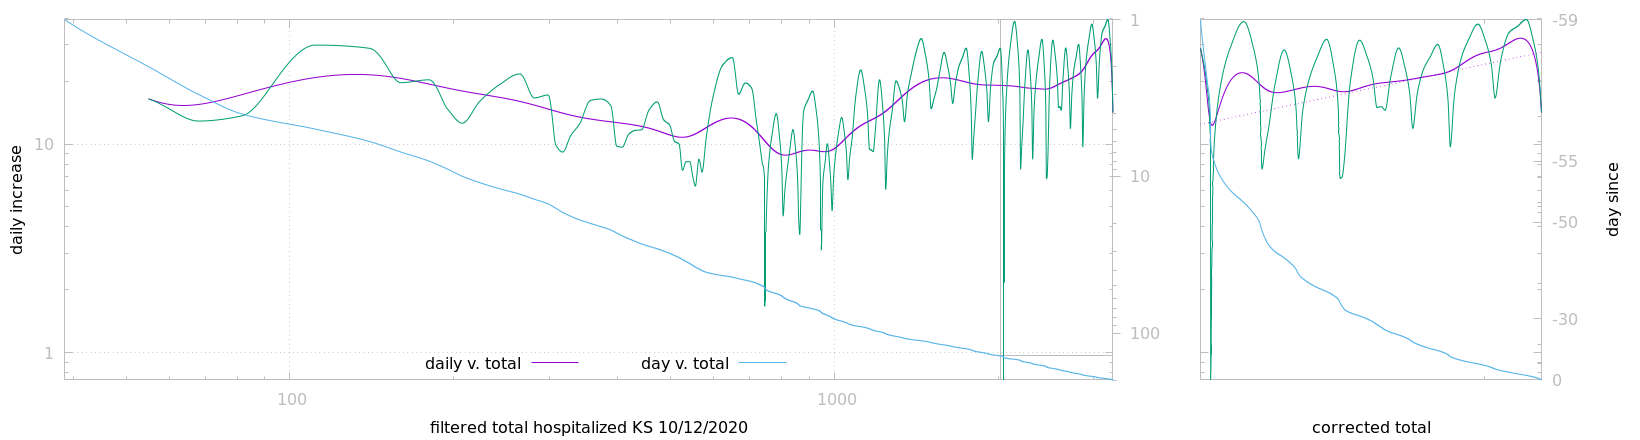 daily increase
10
1
100
1000
filtered total hospitalized KS 10/12/2020
daily v. total
day v. total
1
10
100
-59
-55
-50
-30
0
day since
corrected total